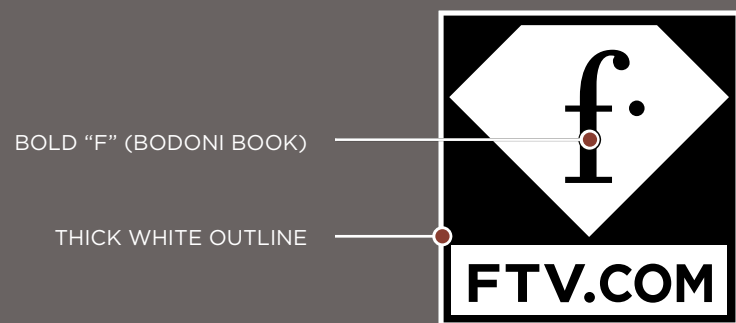 f.
BOLD “F” (BODONI BOOK)
THICK WHITE OUTLINE
FTV.COM